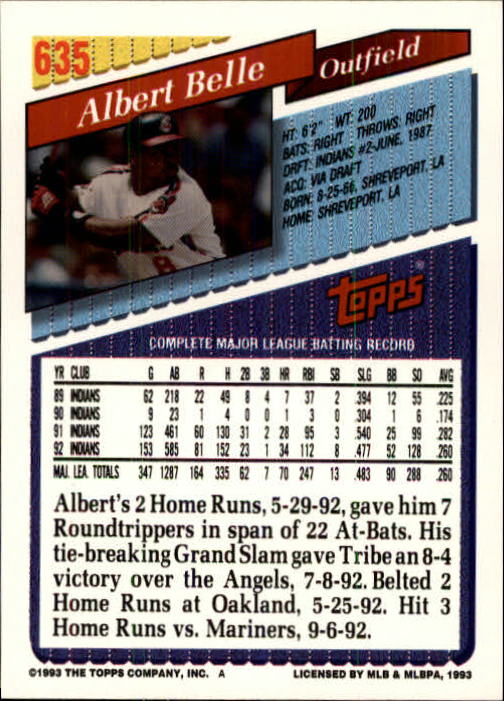 635
Albert Belle
Outfield
HT: 6'2" WT: 200
BATS: RIGHT THROWS: RIGHT
DRFT: INDIANS #2-JUNE, 1987
ACQ: VIA DRAFT
BORN: 8-25-66, SHREVEPORT, LA
HOME: SHREVEPORT, LA
TOPPS®
COMPLETE MAJOR LEAGUE BATTING RECORD
YR CLUB G AB R H 2B 3B HR RBI SB SLG BB SO AVG
89 INDIANS 62 218 22 49 8 4 7 37 2 .394 12 55 .225
90 INDIANS 9 23 1 4 0 0 1 3 0 .304 1 6 .174
91 INDIANS 123 461 60 130 31 2 28 95 3 .540 25 99 .282
92 INDIANS 153 585 81 152 23 1 34 112 8 .477 52 128 .260
MAJ. LEA. TOTALS 347 1287 164 335 62 7 70 247 13 .483 90 288 .260
Albert's 2 Home Runs, 5-29-92, gave him 7
Roundtrippers in span of 22 At-Bats. His
tie-breaking Grand Slam gave Tribe an 8-4
victory over the Angels, 7-8-92. Belted 2
Home Runs at Oakland, 5-25-92. Hit 3
Home Runs vs. Mariners, 9-6-92.
©1993 THE TOPPS COMPANY, INC. A LICENSED BY MLB & MLBPA, 1993